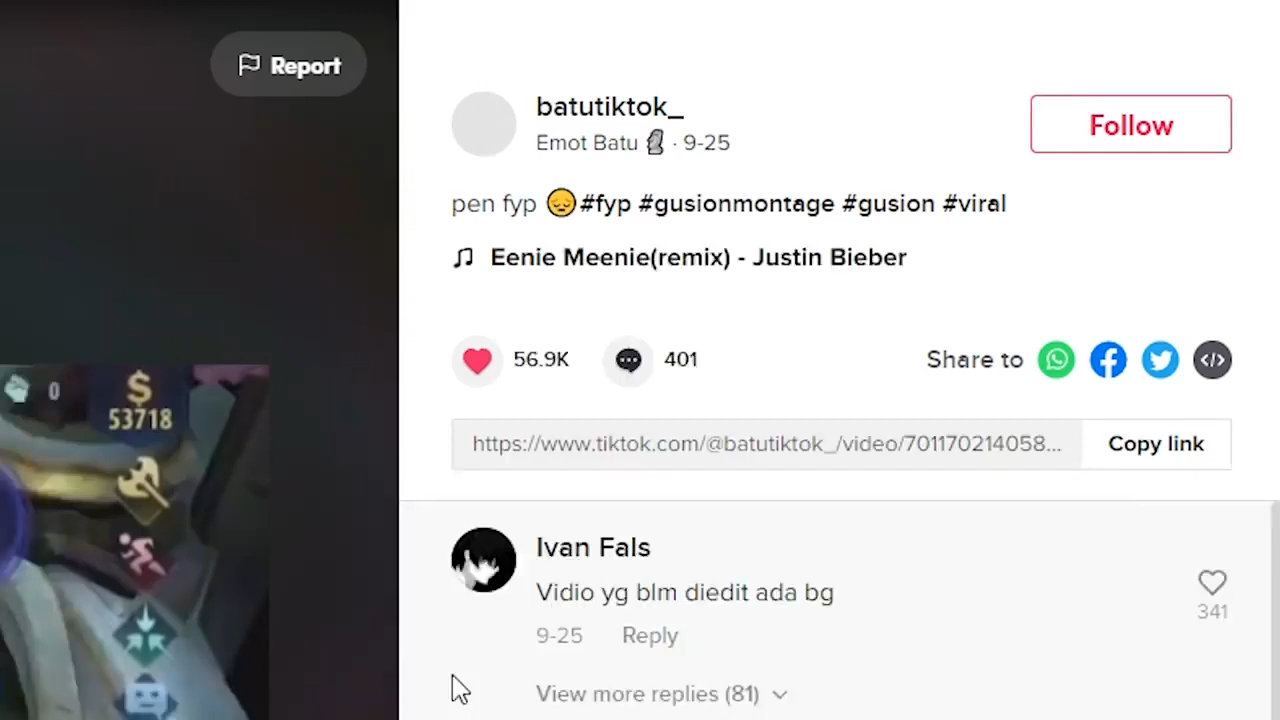 Report
batutiktok_
Emot Batu 🗿 · 9-25
Follow
pen fyp 😔#fyp #gusionmontage #gusion #viral
Eenie Meenie(remix) - Justin Bieber
56.9K
401
Share to
https://www.tiktok.com/@batutiktok_/video/701170214058...
Copy link
0
$
53718
Ivan Fals
Vidio yg blm diedit ada bg
341
9-25 Reply
View more replies (81)